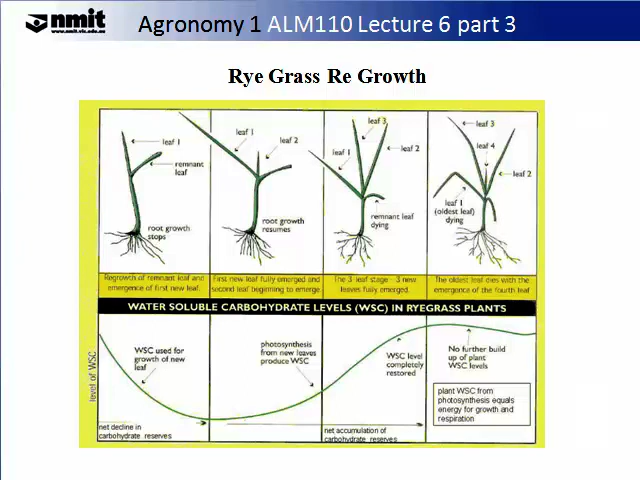 nmit
www.nmit.vic.edu.au
Agronomy 1 ALM110 Lecture 6 part 3
Rye Grass Re Growth
leaf 1
remnant
leaf
root growth
stops
leaf 1
leaf 2
root growth
resumes
leaf 3
leaf 1
leaf 2
remnant leaf
dying
leaf 3
leaf 4
leaf 2
leaf 1
(oldest leaf)
dying
Regrowth of remnant leaf and
emergence of first new leaf.
First new leaf fully emerged and
second leaf beginning to emerge.
The 3 leaf stage - 3 new
leaves fully emerged.
The oldest leaf dies with the
emergence of the fourth leaf
WATER SOLUBLE CARBOHYDRATE LEVELS (WSC) IN RYEGRASS PLANTS
level of WSC
WSC used for
growth of new
leaf
net decline in
carbohydrate reserves
photosynthesis
from new leaves
produce WSC
WSC level
completely
restored
net accumulation of
carbohydrate reserves
No further build
up of plant
WSC levels
plant WSC from
photosynthesis equals
energy for growth and
respiration